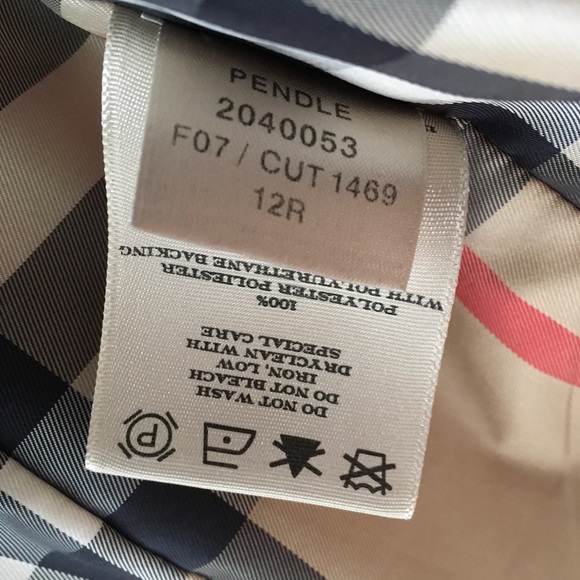 PENDLE
2040053
F07 / CUT 1469
12R
P
DO NOT WASH
DO NOT BLEACH
IRON, LOW
DRYCLEAN WITH
SPECIAL CARE
100%
POLYESTER POLIESTER
WITH POLYURETHANE BACKING